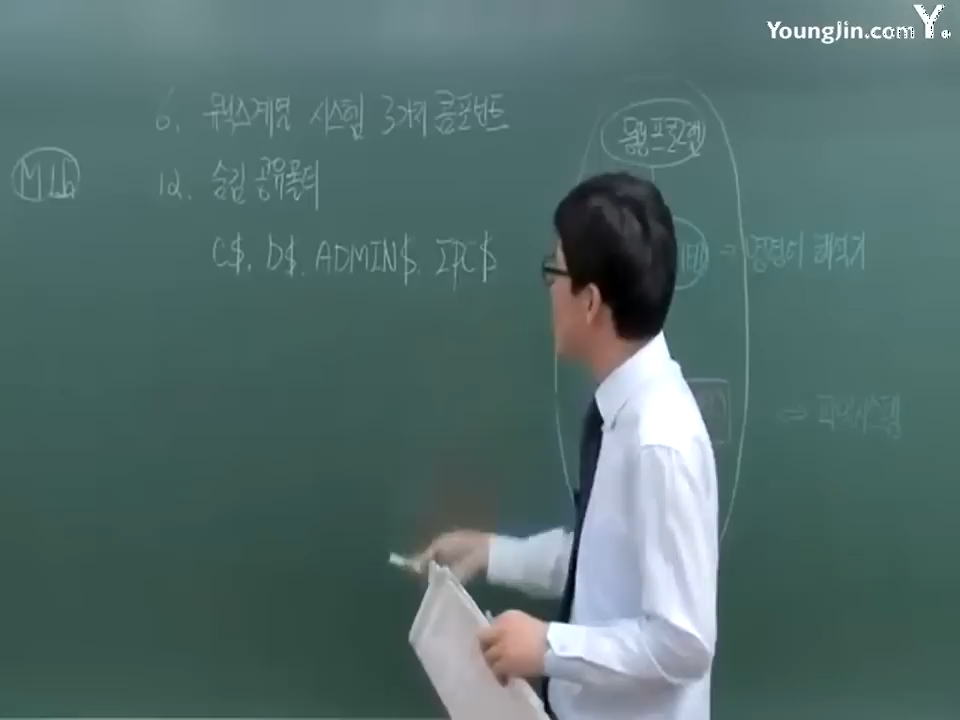 YoungJin.com Y.
6. 유닉스계열 시스템 3가지 콤포넌트
12. 숨김 공유폴더
C$, D$, ADMIN$, IPC$
응용프로그램
명령어 해석기
⇨ 파일시스템